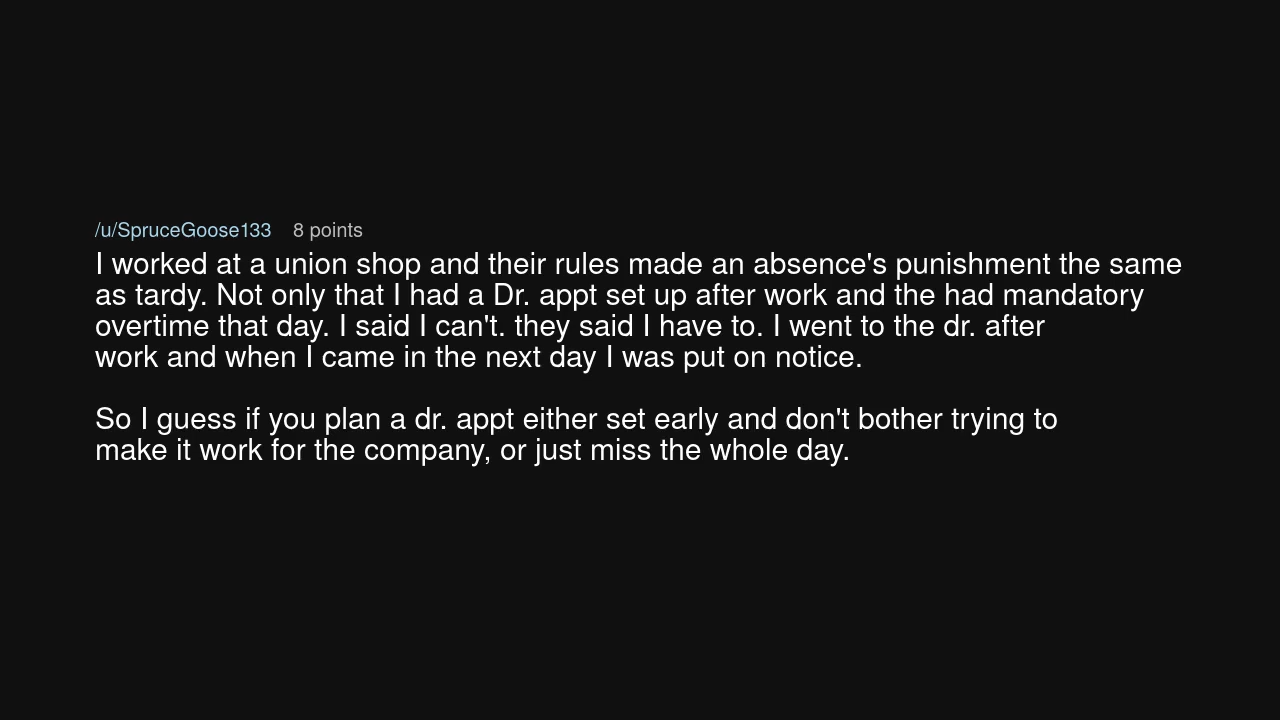 /u/SpruceGoose133 8 points
I worked at a union shop and their rules made an absence's punishment the same
as tardy. Not only that I had a Dr. appt set up after work and the had mandatory
overtime that day. I said I can't. they said I have to. I went to the dr. after
work and when I came in the next day I was put on notice.
So I guess if you plan a dr. appt either set early and don't bother trying to
make it work for the company, or just miss the whole day.